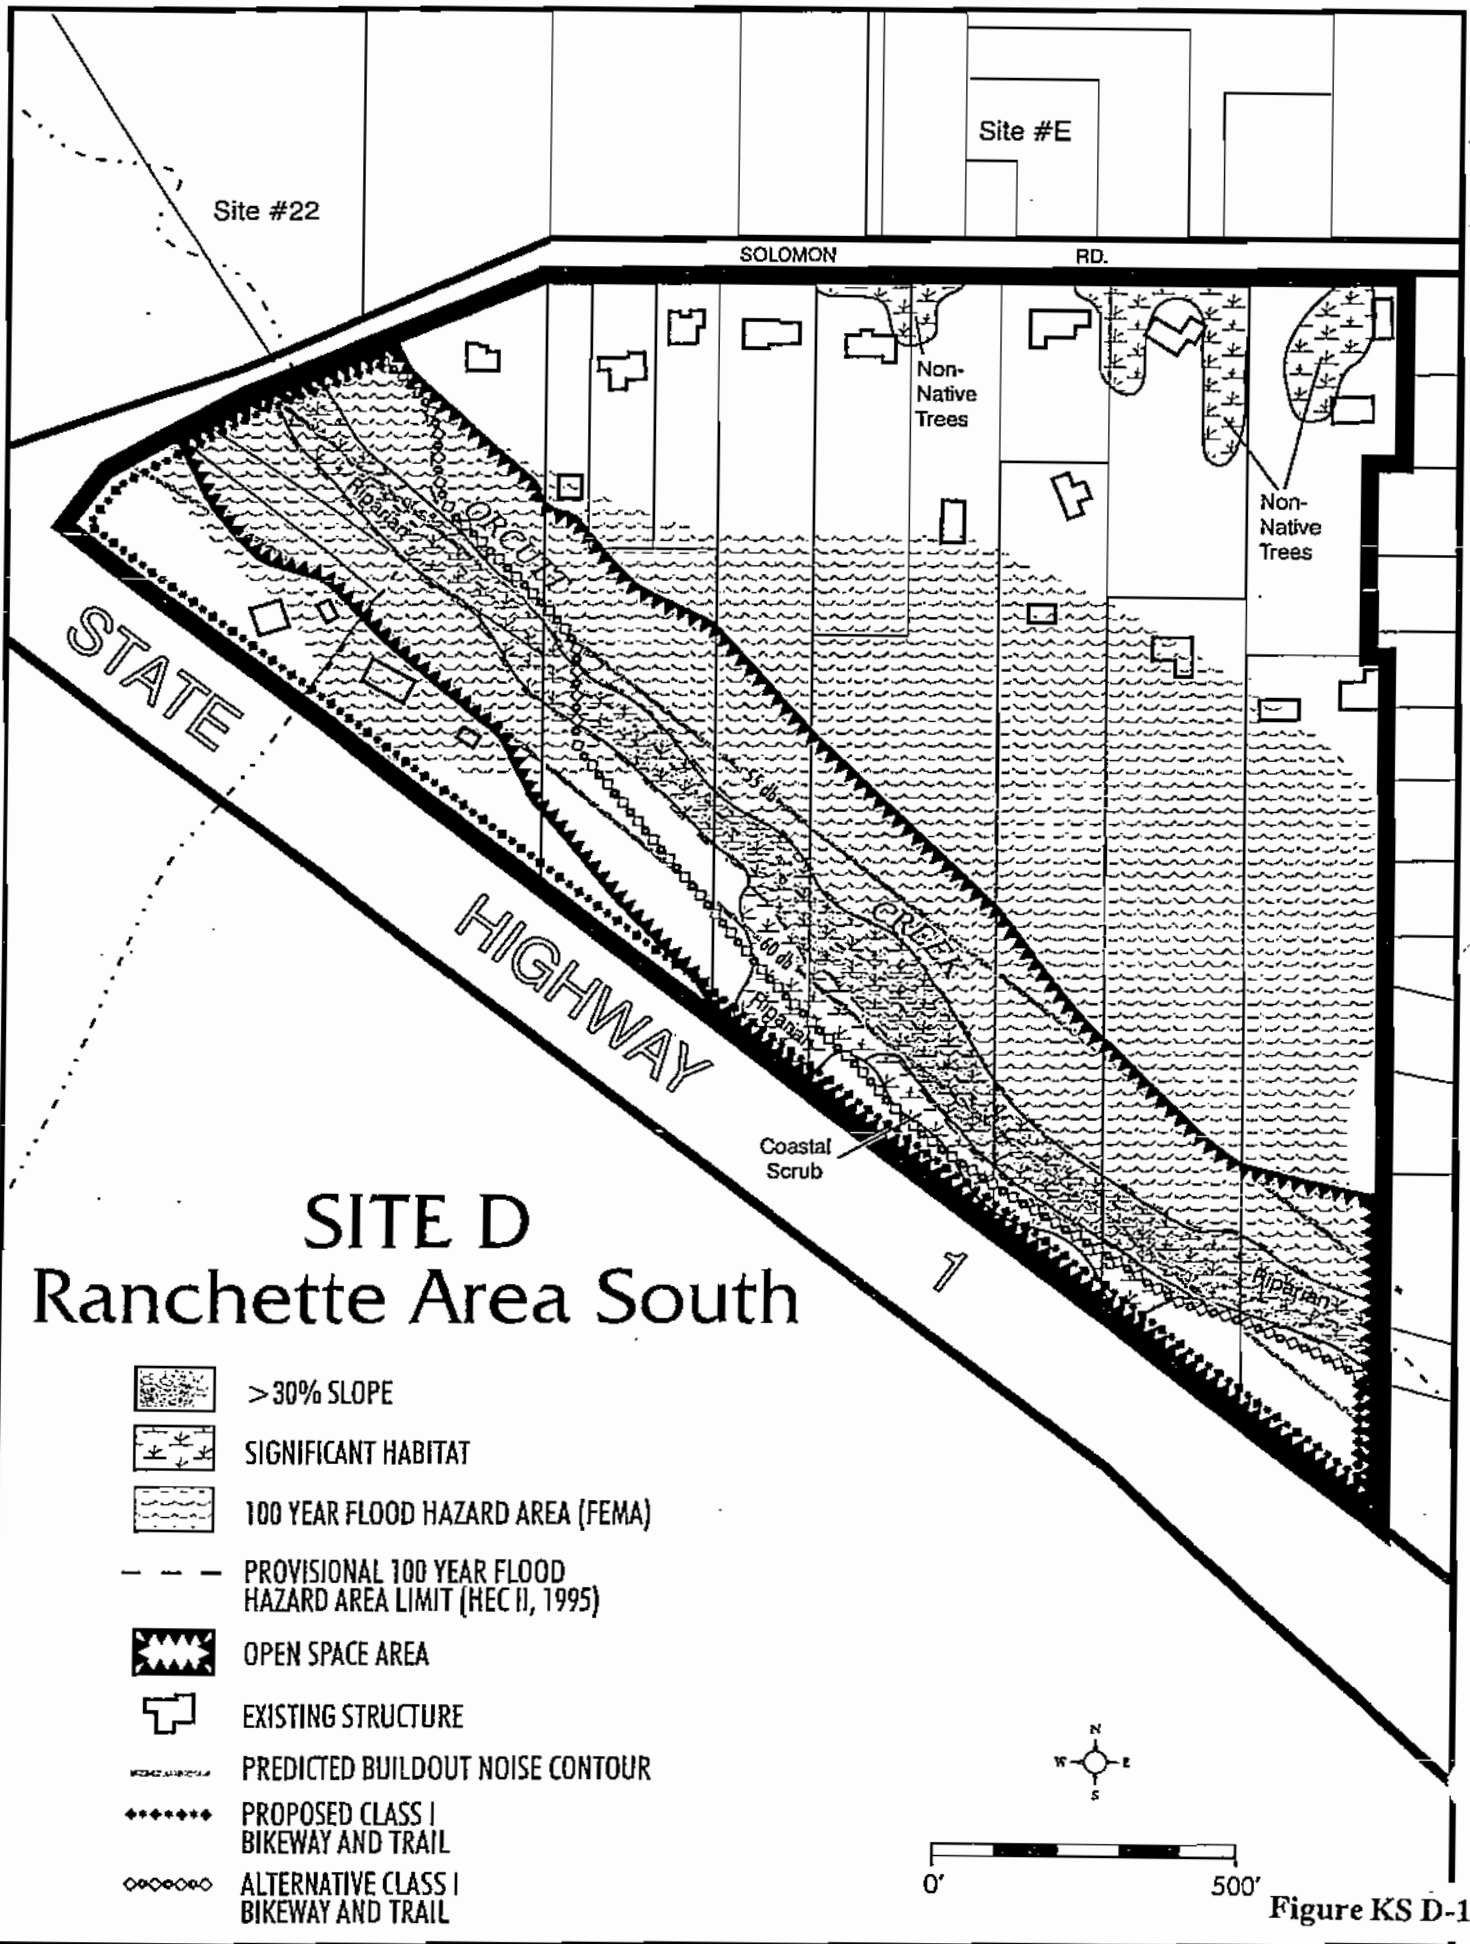 Site #E
Site #22
SOLOMON RD.
Non-
Native
Trees
Non-
Native
Trees
Riparian
ORCUTT
STATE
55 db
CREEK
60 db
HIGHWAY
Riparian
Coastal
Scrub
1
Riparian
SITE D
Ranchette Area South
>30% SLOPE
SIGNIFICANT HABITAT
100 YEAR FLOOD HAZARD AREA (FEMA)
PROVISIONAL 100 YEAR FLOOD
HAZARD AREA LIMIT (HEC II, 1995)
OPEN SPACE AREA
EXISTING STRUCTURE
PREDICTED BUILDOUT NOISE CONTOUR
PROPOSED CLASS I
BIKEWAY AND TRAIL
ALTERNATIVE CLASS I
BIKEWAY AND TRAIL
N
W E
S
0' 500'
Figure KS D-1